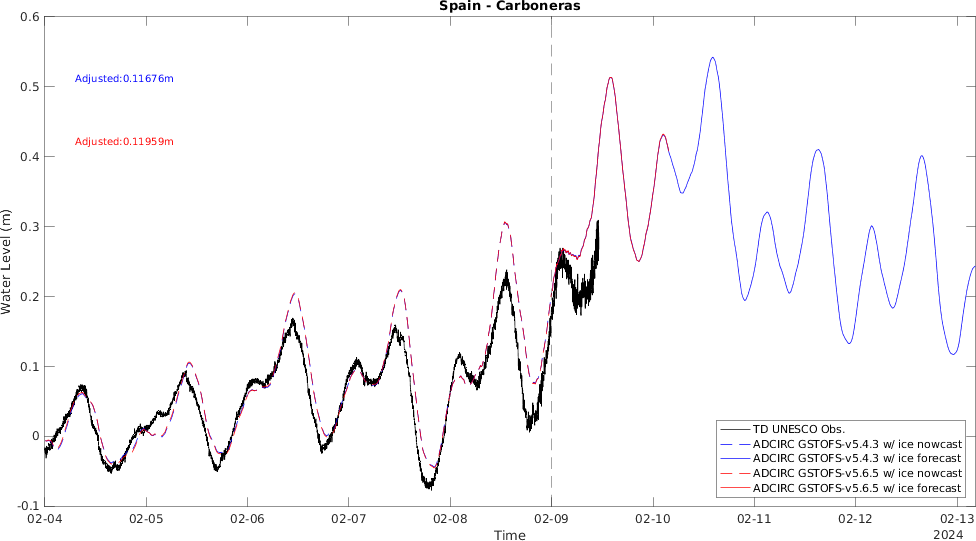 Spain - Carboneras
0.6
0.5
0.4
0.3
0.2
0.1
0
-0.1
Water Level (m)
Adjusted:0.11676m
Adjusted:0.11959m
TD UNESCO Obs.
ADCIRC GSTOFS-v5.4.3 w/ ice nowcast
ADCIRC GSTOFS-v5.4.3 w/ ice forecast
ADCIRC GSTOFS-v5.6.5 w/ ice nowcast
ADCIRC GSTOFS-v5.6.5 w/ ice forecast
02-04 02-05 02-06 02-07 02-08 02-09 02-10 02-11 02-12 02-13
Time
2024